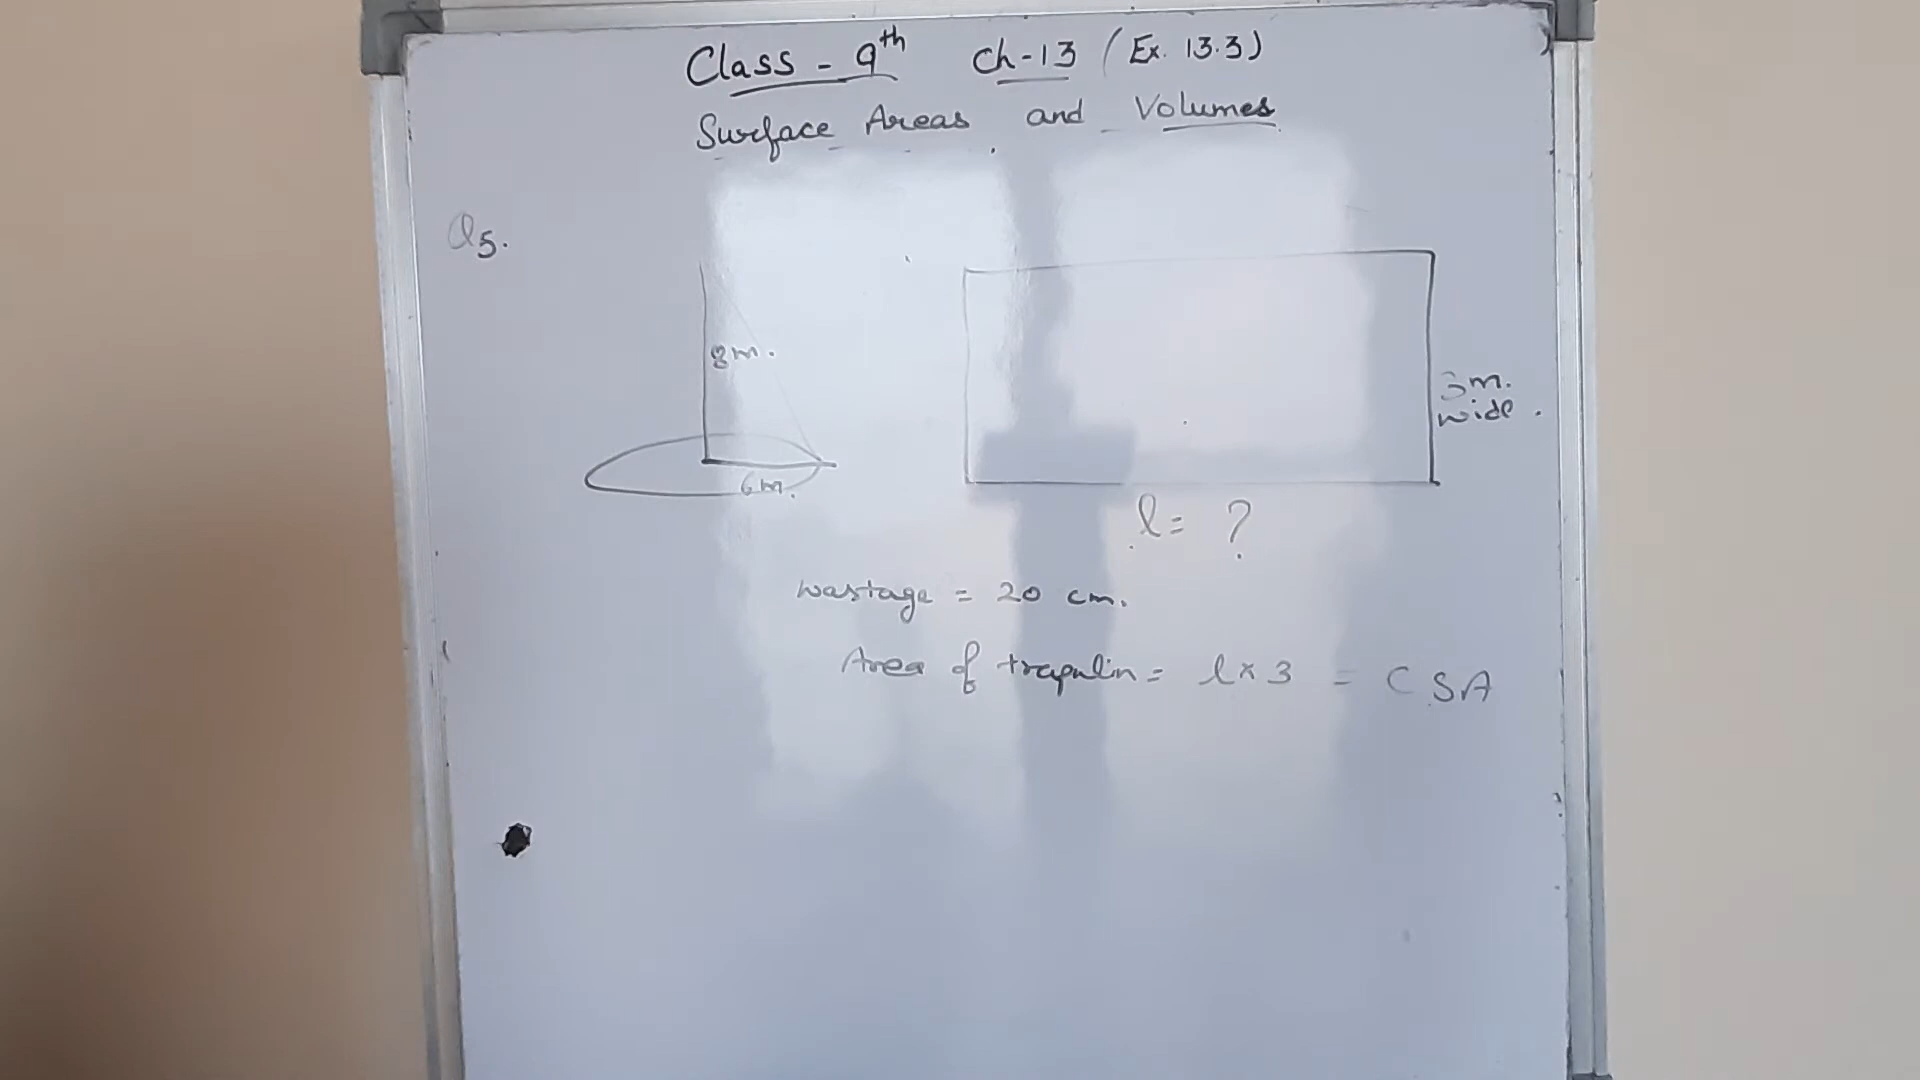 Class - 9th Ch-13 (Ex. 13.3)
Surface Areas and Volumes
Q5.
8m.
6m.
3m.
wide.
l = ?
wastage = 20 cm.
Area of trapulin = l × 3 = CSA